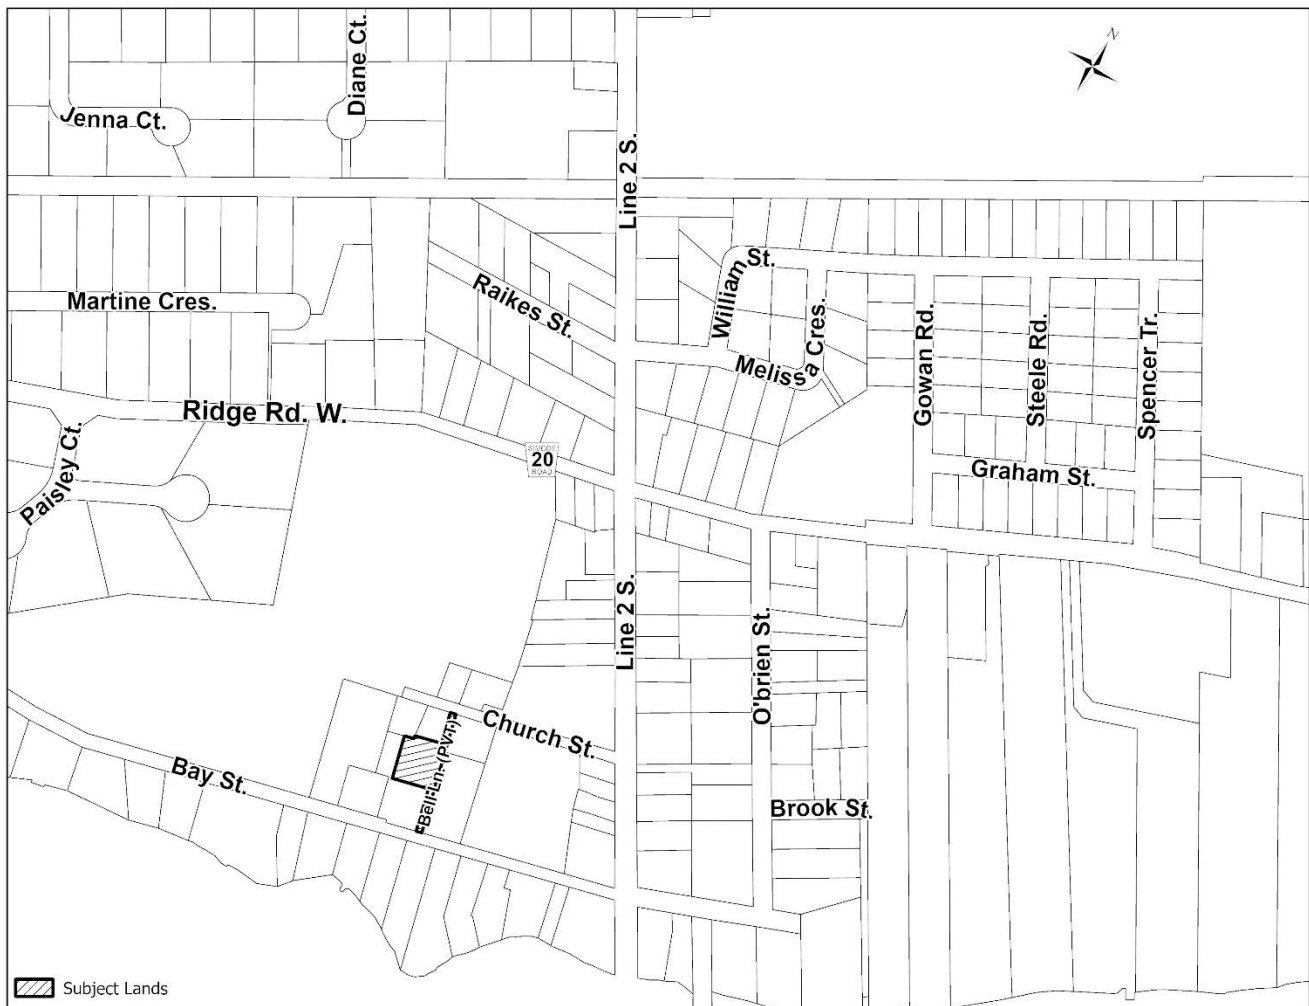 Diane Ct.
N
Jenna Ct.
Line 2 S.
William St.
Raikes St.
Martine Cres.
Melissa Cres.
Gowan Rd.
Steele Rd.
Spencer Tr.
Ridge Rd. W.
Paisley Ct.
SIMCOE
20
ROAD
Graham St.
Line 2 S.
O'brien St.
Church St.
Bell Ln. (PVT)
Bay St.
Brook St.
Subject Lands